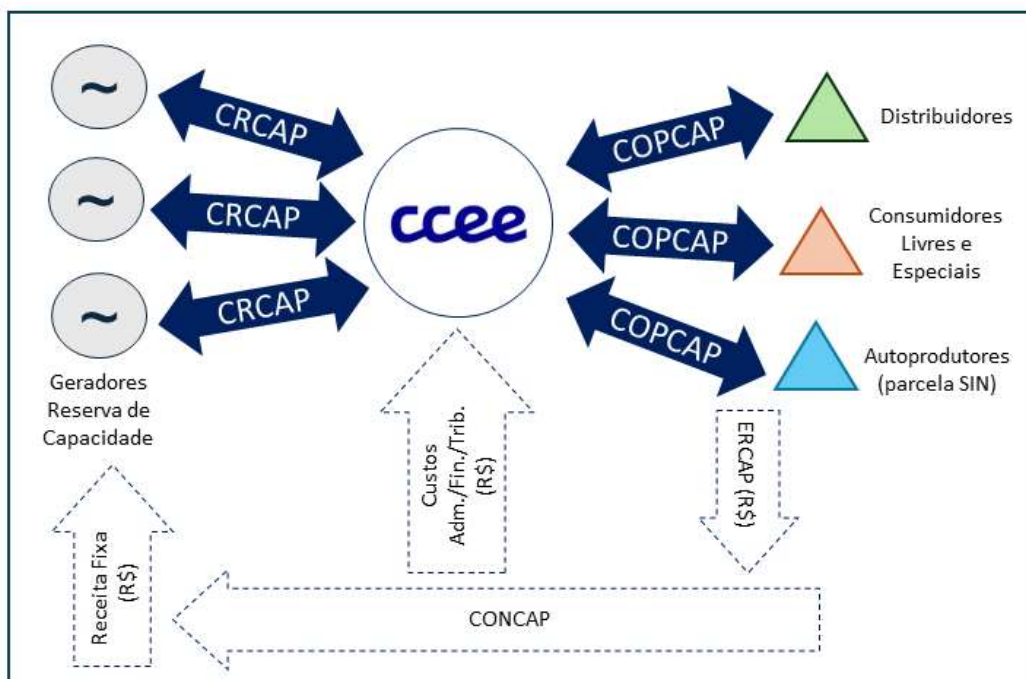 ~
CRCAP
COPCAP
Distribuidores
~
CRCAP
ccee
COPCAP
Consumidores
Livres e
Especiais
~
CRCAP
COPCAP
Autoprodutores
(parcela SIN)
Geradores
Reserva de
Capacidade
Receita Fixa
(R$)
Custos
Adm./Fin./Trib.
(R$)
ERCAP (R$)
CONCAP